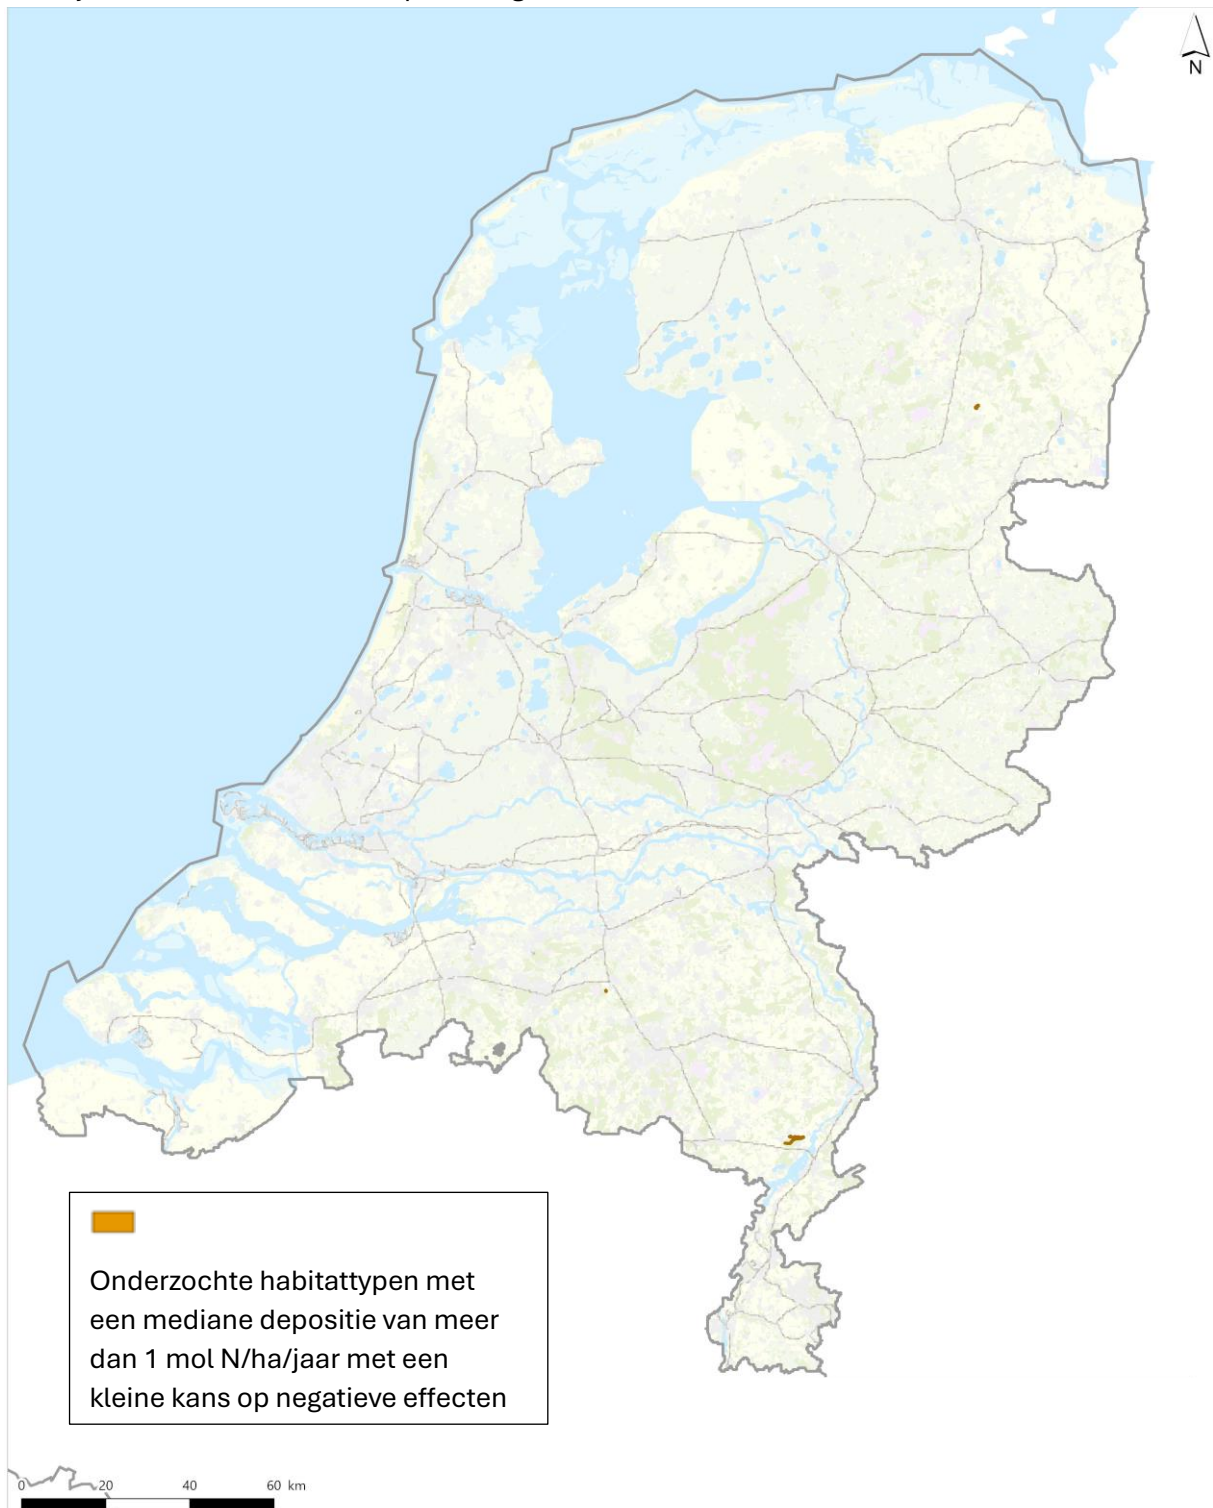 N
Onderzochte habitattypen met
een mediane depositie van meer
dan 1 mol N/ha/jaar met een
kleine kans op negatieve effecten
0 20 40 60 km